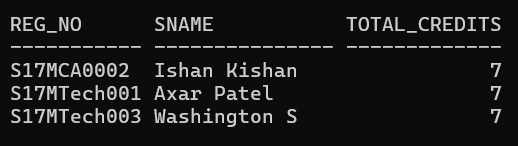 REG_NO      SNAME           TOTAL_CREDITS
----------- --------------- -------------
S17MCA0002  Ishan Kishan                7
S17MTech001 Axar Patel                  7
S17MTech003 Washington S                7